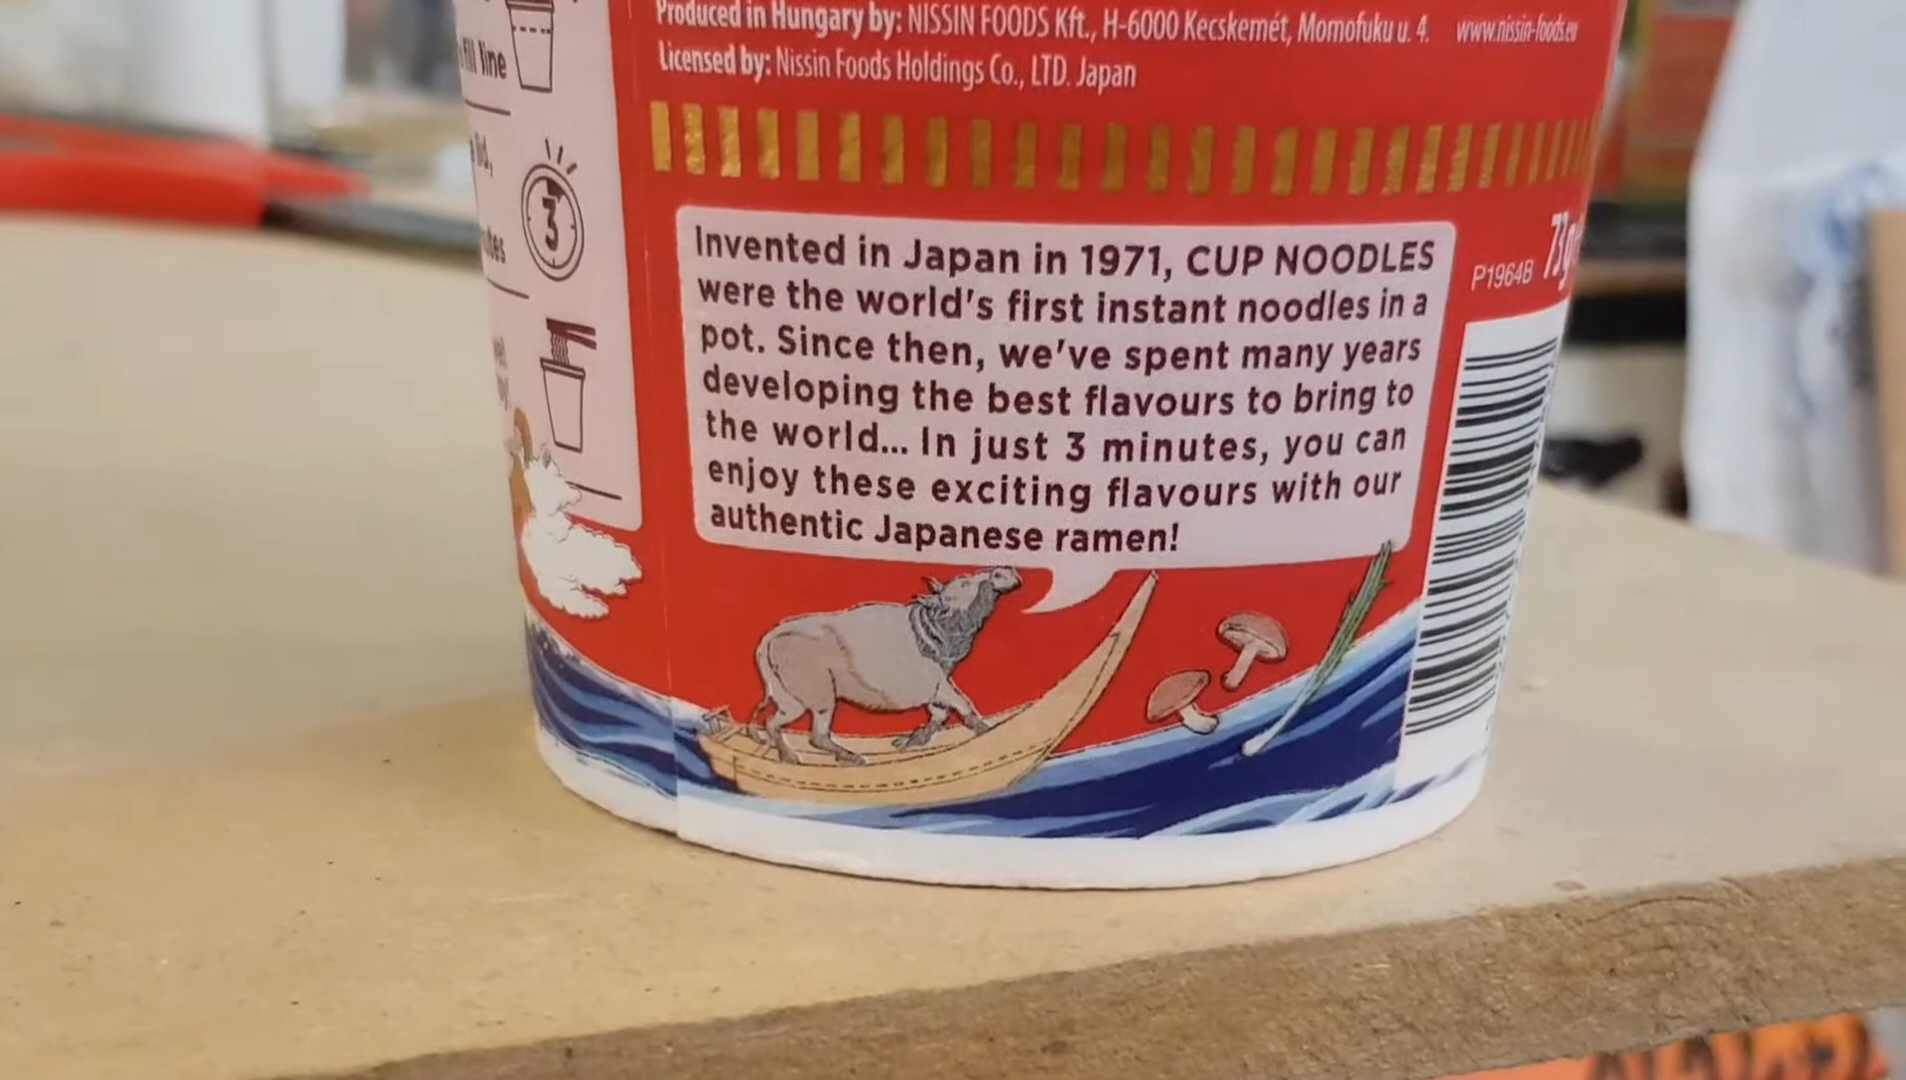 Produced in Hungary by: NISSIN FOODS Kft., H-6000 Kecskemét, Momofuku u. 4. www.nissin-foods.eu
Licensed by: Nissin Foods Holdings Co., LTD. Japan
fill line
3
Invented in Japan in 1971, CUP NOODLES
were the world's first instant noodles in a
pot. Since then, we've spent many years
developing the best flavours to bring to
the world... In just 3 minutes, you can
enjoy these exciting flavours with our
authentic Japanese ramen!
P1964B
73g